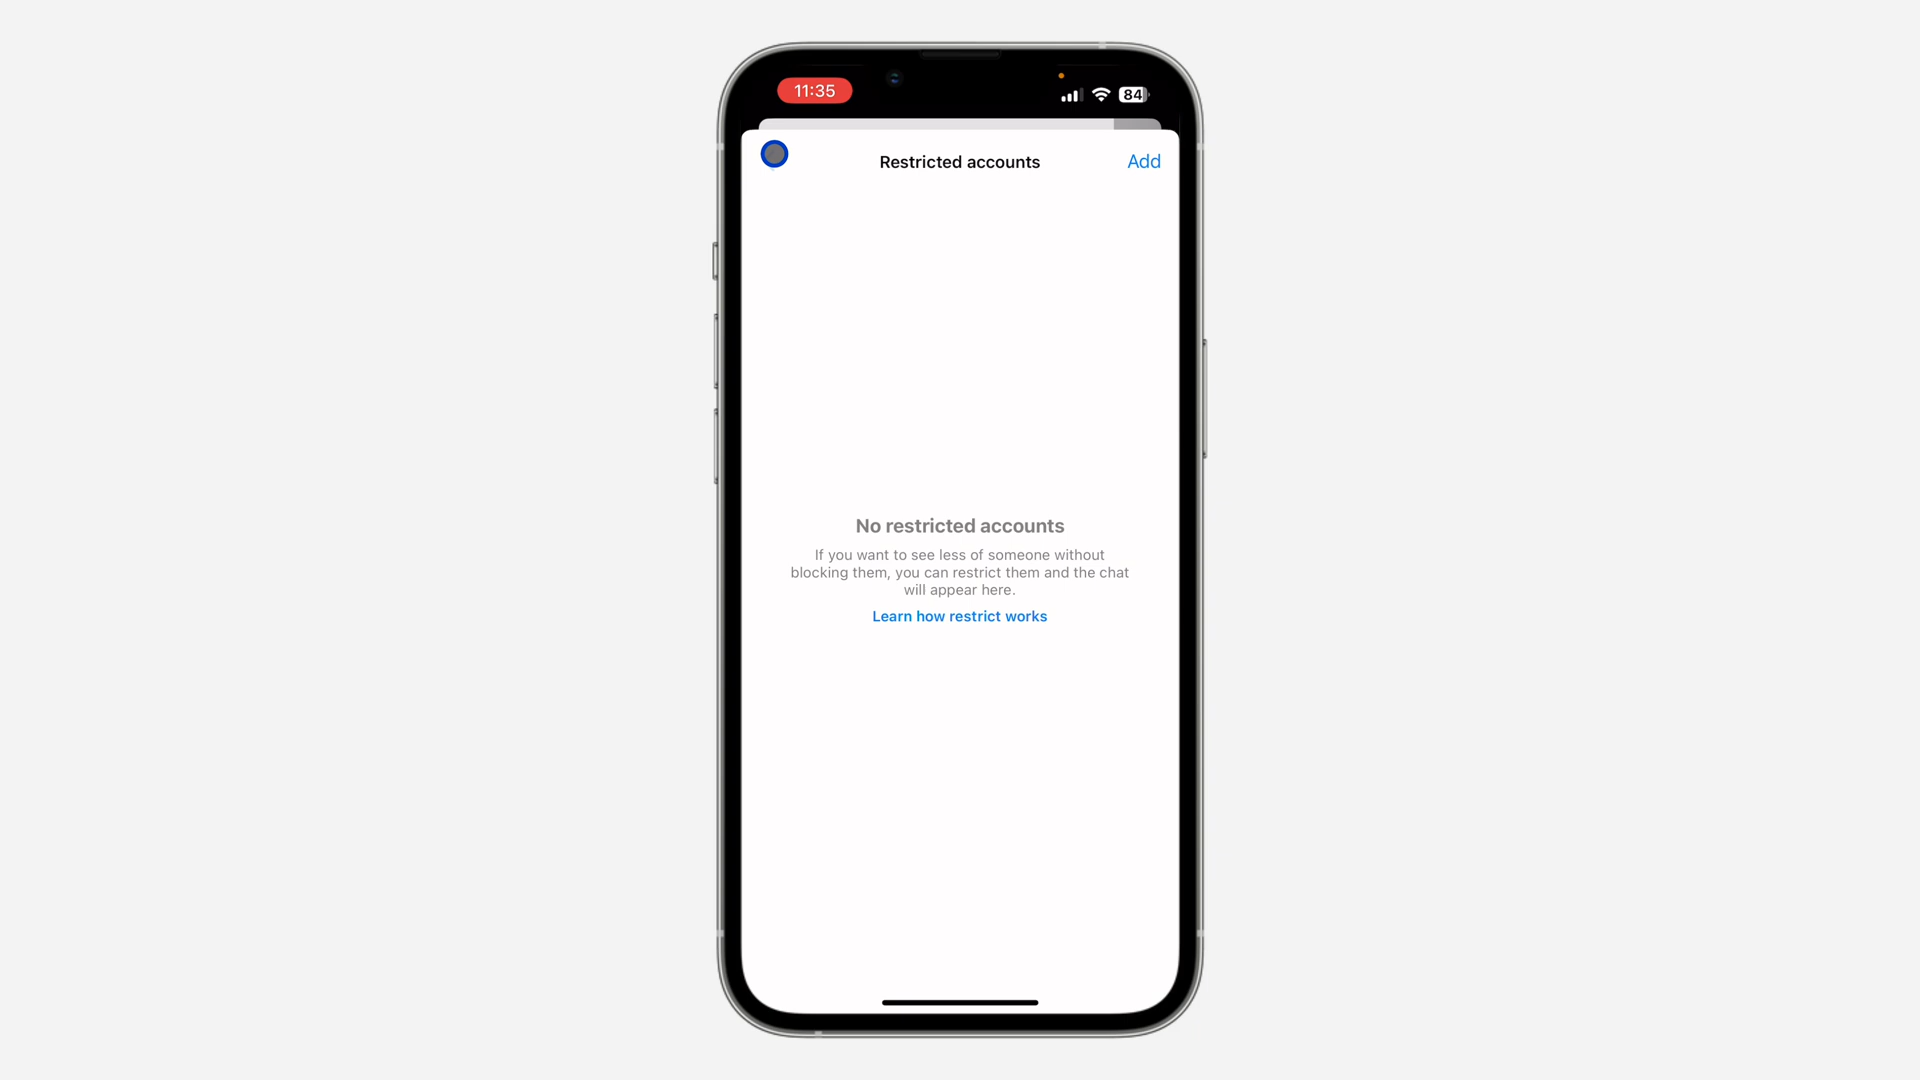 11:35
84
Restricted accounts
Add
No restricted accounts
If you want to see less of someone without
blocking them, you can restrict them and the chat
will appear here.
Learn how restrict works